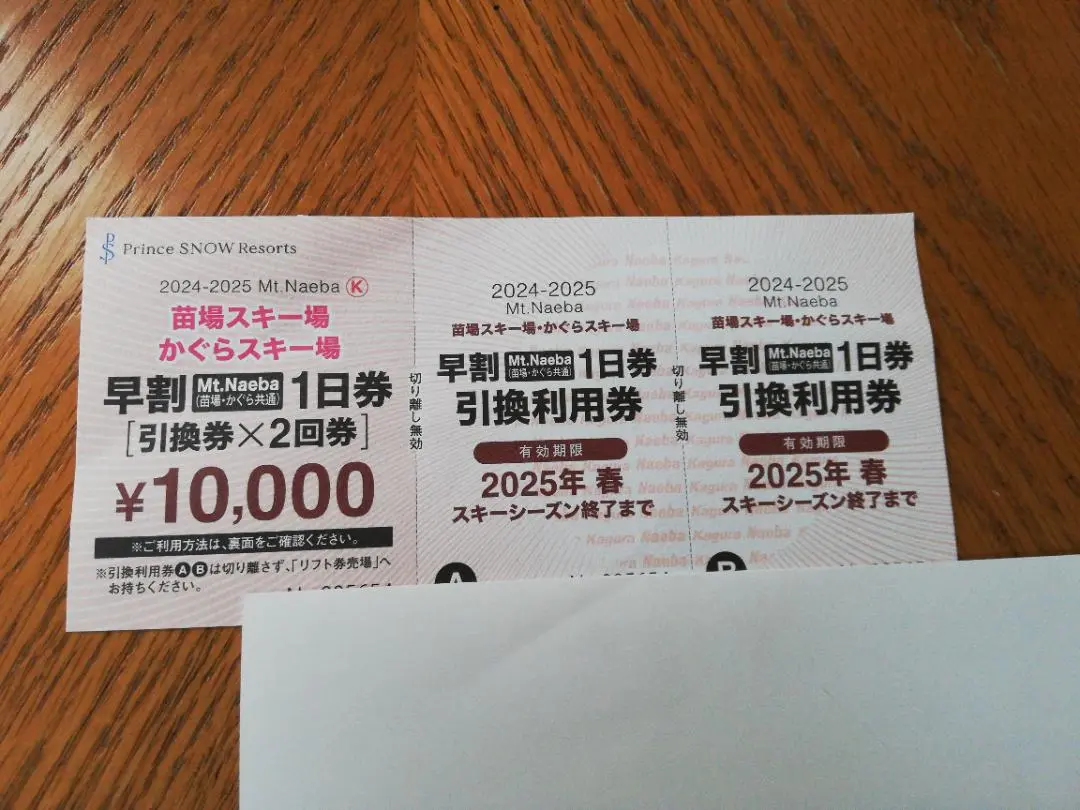 Prince SNOW Resorts
2024-2025 Mt.Naeba Ⓚ
苗場スキー場
かぐらスキー場
早割 Mt.Naeba (苗場・かぐら共通) 1日券
[引換券×2回券]
¥10,000
※ご利用方法は、裏面をご確認ください。
※引換利用券ABは切り離さず、「リフト券売場」へ
お持ちください。
切り離し無効
2024-2025
Mt.Naeba
苗場スキー場・かぐらスキー場
早割 Mt.Naeba (苗場・かぐら共通) 1日券
引換利用券
有効期限
2025年 春
スキーシーズン終了まで
A
切り離し無効
2024-2025
Mt.Naeba
苗場スキー場・かぐらスキー場
早割 Mt.Naeba (苗場・かぐら共通) 1日券
引換利用券
有効期限
2025年 春
スキーシーズン終了まで
B